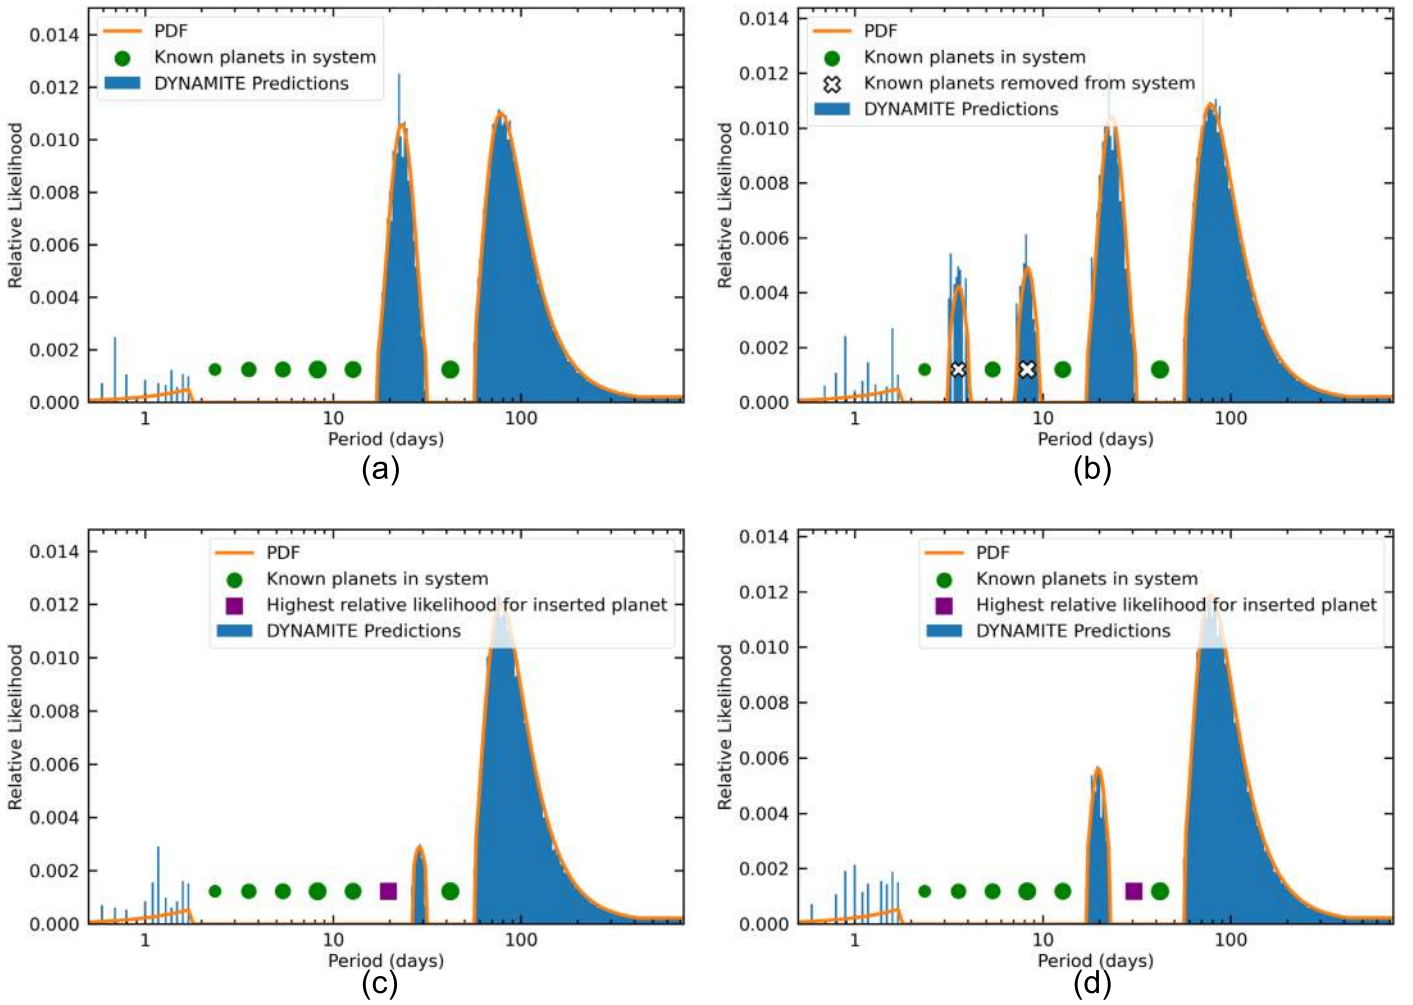 PDF
Known planets in system
DYNAMITE Predictions
0.014
0.012
0.010
0.008
0.006
0.004
0.002
0.000
Relative Likelihood
1
10
100
Period (days)
(a)
PDF
Known planets in system
Known planets removed from system
DYNAMITE Predictions
0.014
0.012
0.010
0.008
0.006
0.004
0.002
0.000
Relative Likelihood
1
10
100
Period (days)
(b)
PDF
Known planets in system
Highest relative likelihood for inserted planet
DYNAMITE Predictions
0.014
0.012
0.010
0.008
0.006
0.004
0.002
0.000
Relative Likelihood
1
10
100
Period (days)
(c)
PDF
Known planets in system
Highest relative likelihood for inserted planet
DYNAMITE Predictions
0.014
0.012
0.010
0.008
0.006
0.004
0.002
0.000
Relative Likelihood
1
10
100
Period (days)
(d)